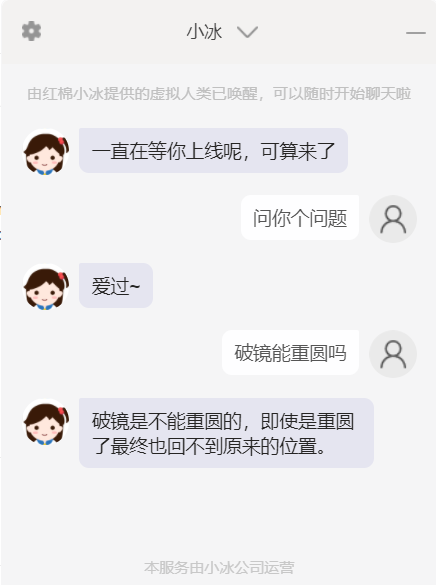 小冰
由红棉小冰提供的虚拟人类已唤醒，可以随时开始聊天啦
一直在等你上线呢，可算来了
问你个问题
爱过~
破镜能重圆吗
破镜是不能重圆的，即使是重圆
了最终也回不到原来的位置。
本服务由小冰公司运营